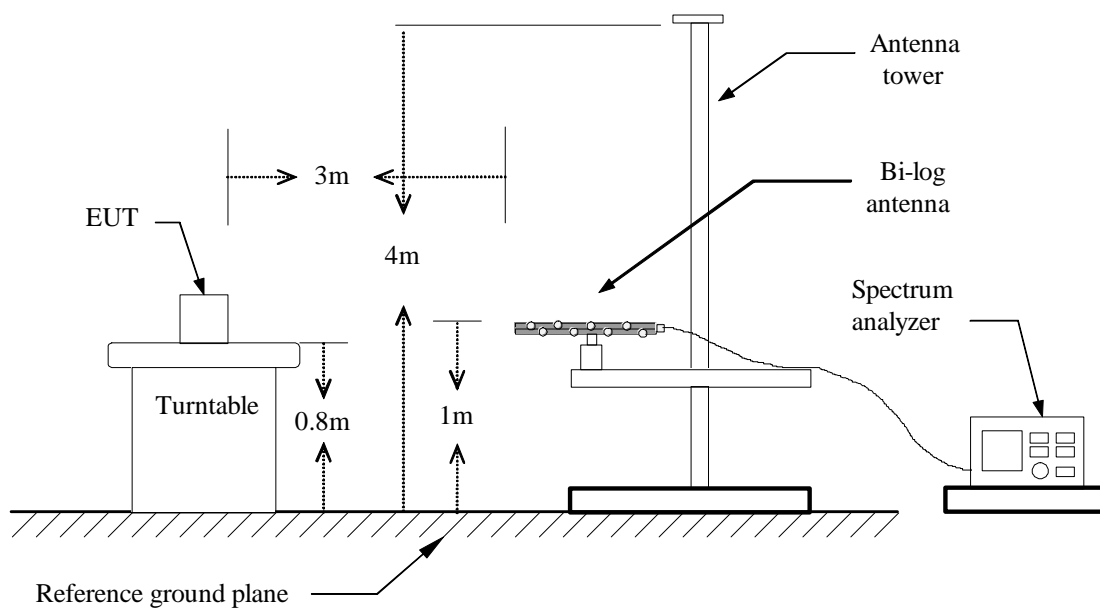 Antenna
tower
3m
Bi-log
antenna
EUT
4m
Spectrum
analyzer
Turntable
0.8m
1m
Reference ground plane